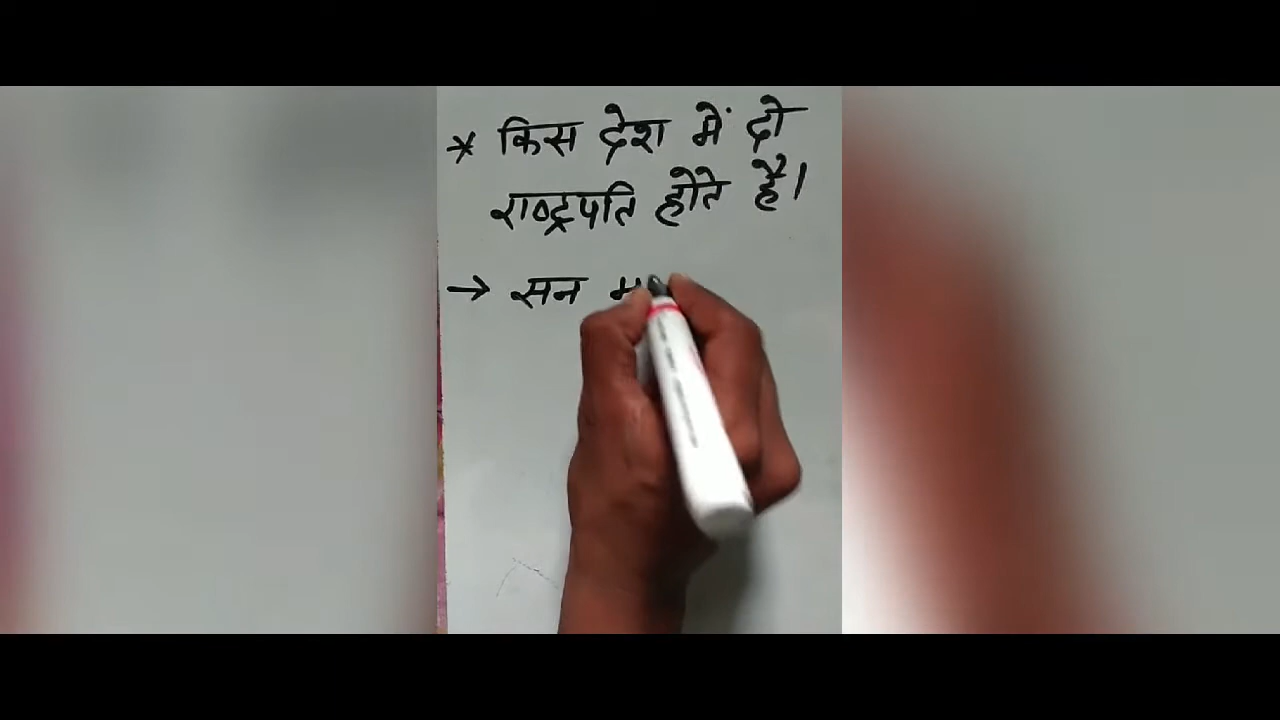 * किस देश में दो
राष्ट्रपति होते है।
→ सन